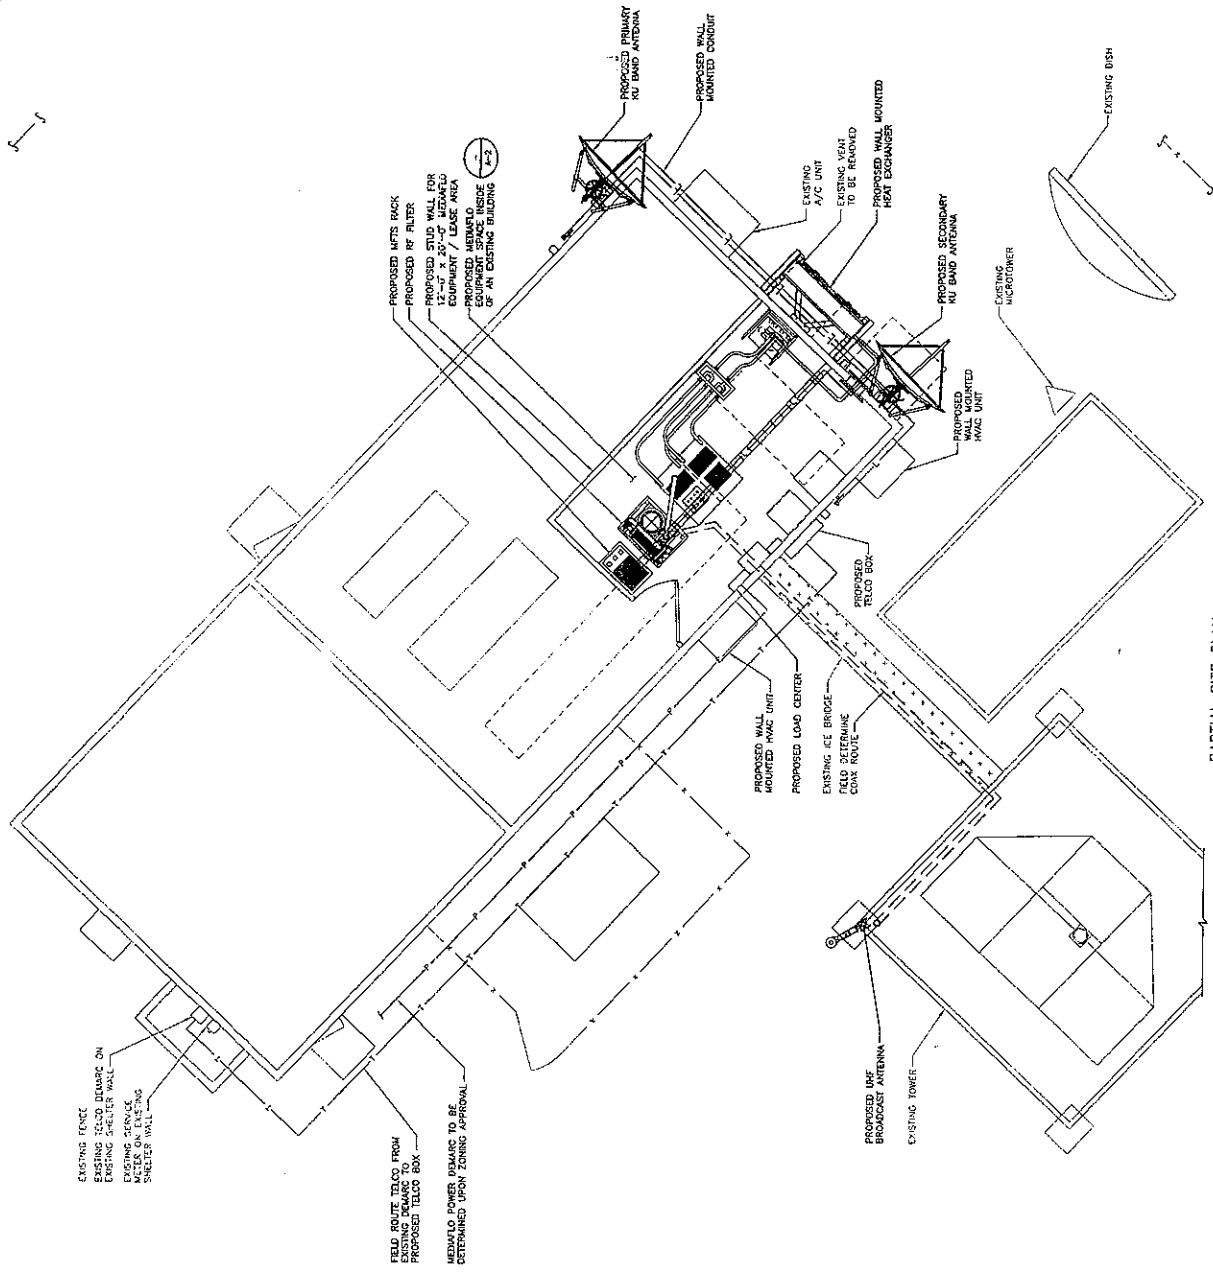 PROPOSED PRIMARY
KU BAND ANTENNA
PROPOSED WALL
MOUNTED CONDUIT
EXISTING DISH
PROPOSED MFTS RACK
PROPOSED RF FILTER
PROPOSED STUD WALL FOR
12'-0" x 20'-0" MEDIAFLO
EQUIPMENT / LEASE AREA
PROPOSED MEDIAFLO
EQUIPMENT SPACE INSIDE
OF AN EXISTING BUILDING
A-2
EXISTING
A/C UNIT
EXISTING VENT
TO BE REMOVED
PROPOSED WALL MOUNTED
HEAT EXCHANGER
PROPOSED SECONDARY
KU BAND ANTENNA
EXISTING
MICROTOWER
PROPOSED
WALL MOUNTED
HVAC UNIT
PROPOSED
TELCO BOX
PROPOSED WALL
MOUNTED HVAC UNIT
PROPOSED LOAD CENTER
EXISTING ICE BRIDGE
FIELD DETERMINE
COAX ROUTE
PROPOSED UHF
BROADCAST ANTENNA
EXISTING TOWER
EXISTING FENCE
EXISTING TELCO DEMARC ON
EXISTING SHELTER WALL
EXISTING SERVICE
METER ON EXISTING
SHELTER WALL
FIELD ROUTE TELCO FROM
EXISTING DEMARC TO
PROPOSED TELCO BOX
MEDIAFLO POWER DEMARC TO BE
DETERMINED UPON ZONING APPROVAL